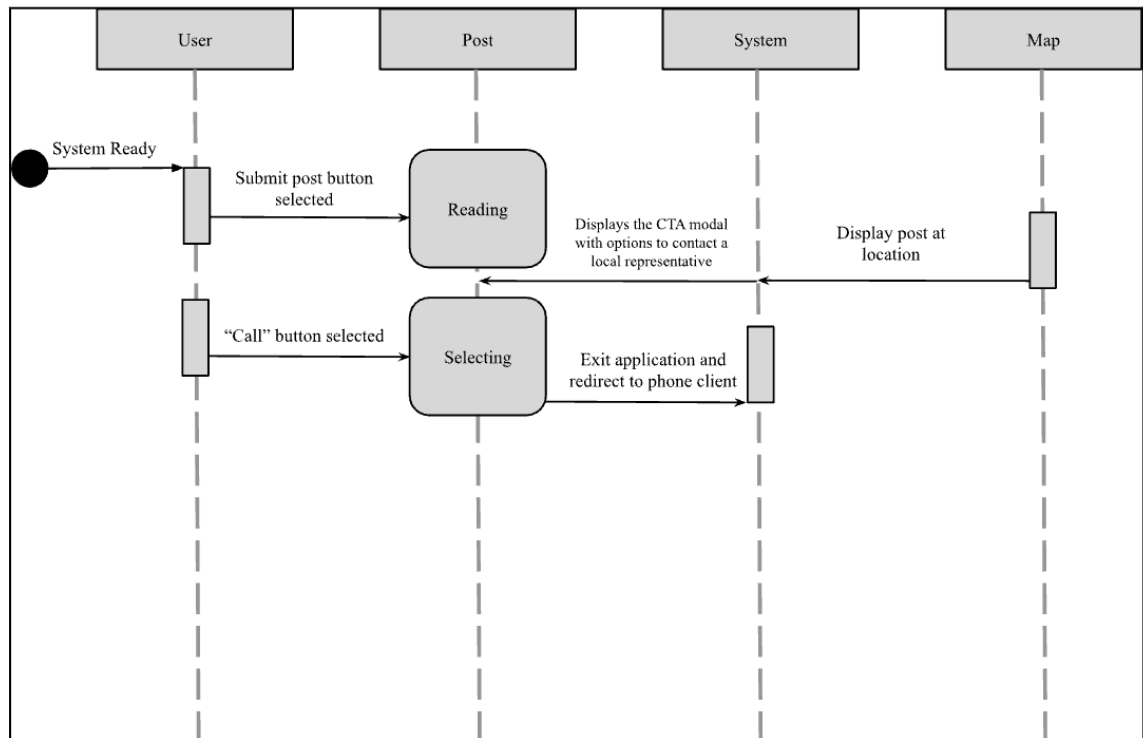 User
Post
System
Map
System Ready
Submit post button
selected
Reading
Displays the CTA modal
with options to contact a
local representative
Display post at
location
“Call” button selected
Selecting
Exit application and
redirect to phone client